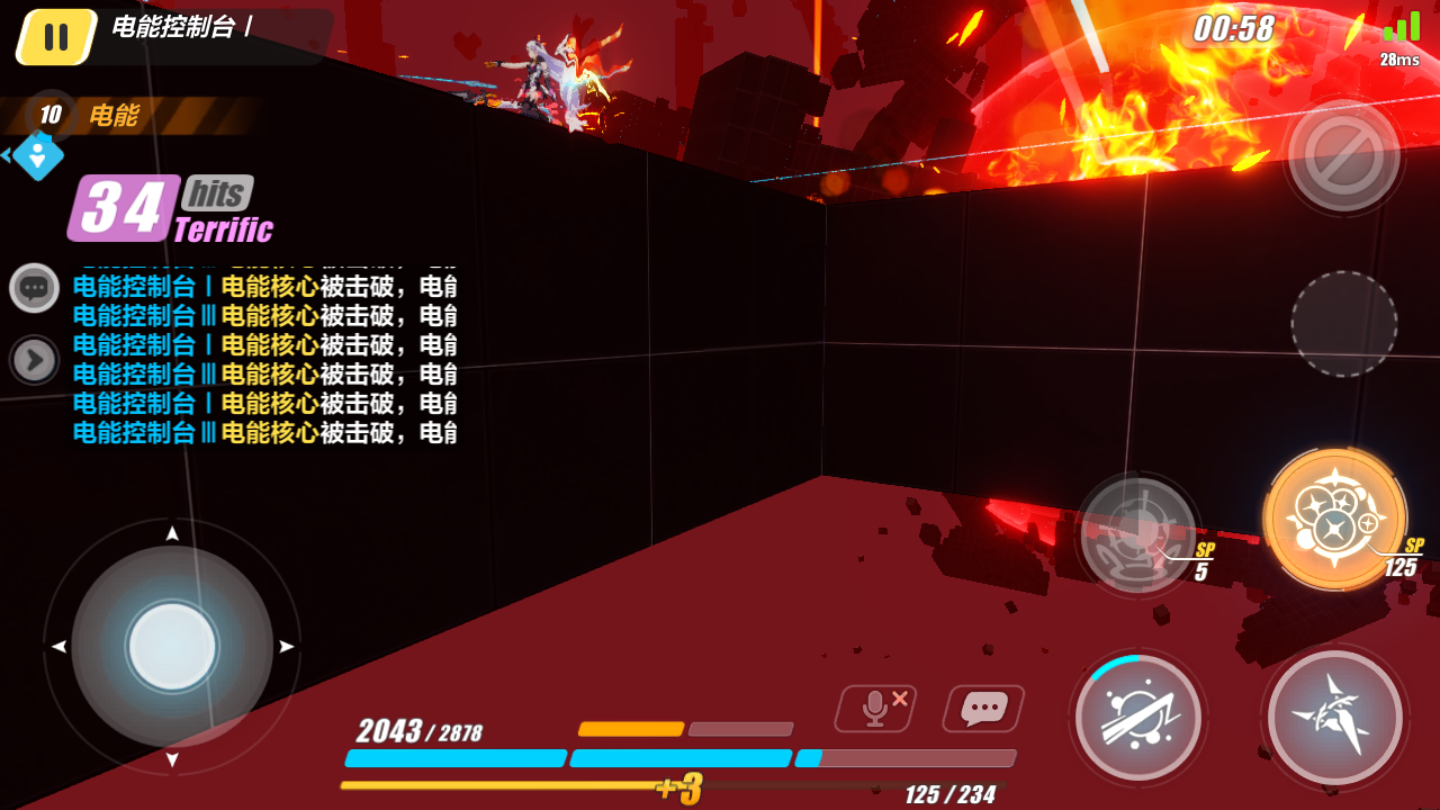 电能控制台 I
00:58
28ms
10 电能
34 hits
Terrific
电能控制台 I 电能核心被击破，电
电能控制台 III 电能核心被击破，电
电能控制台 I 电能核心被击破，电
电能控制台 III 电能核心被击破，电
电能控制台 I 电能核心被击破，电
电能控制台 III 电能核心被击破，电
SP
5
SP
125
2043 / 2878
+3
125 / 234